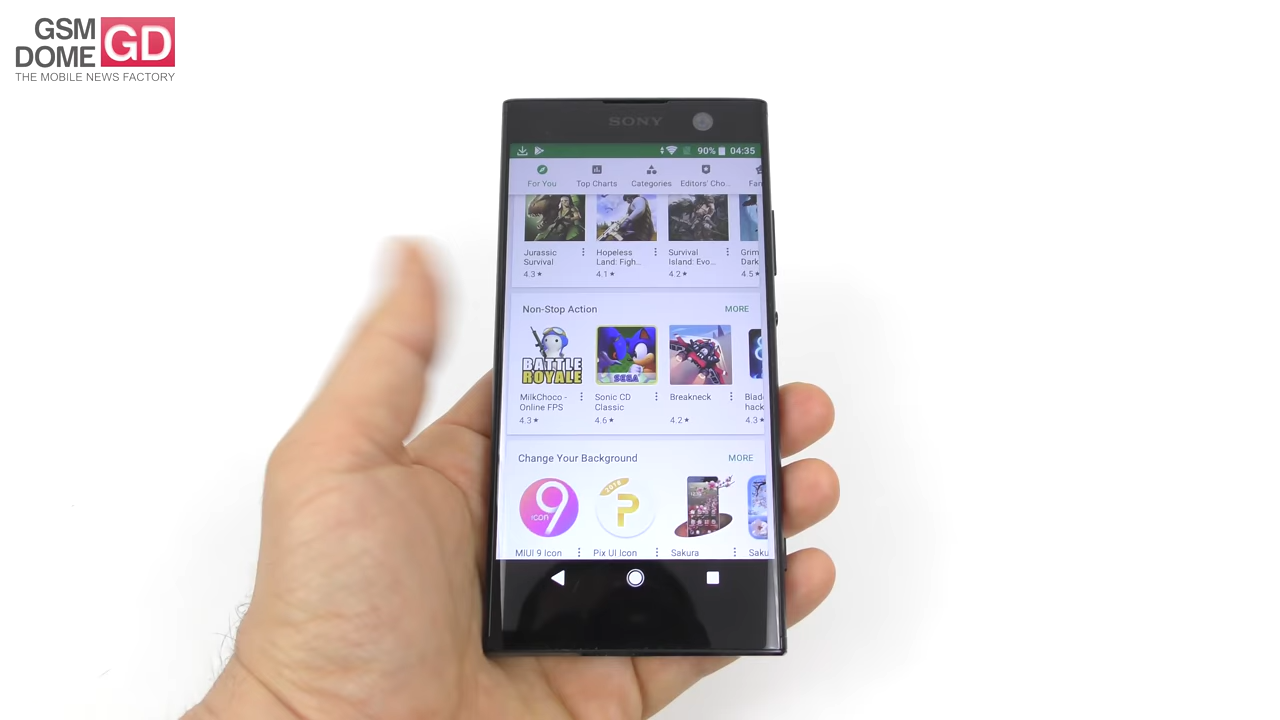 GSM
DOME GD
THE MOBILE NEWS FACTORY
SONY
90% 04:35
For You Top Charts Categories Editors' Cho... Fam
Jurassic Survival
4.3★
Hopeless Land: Figh...
4.1★
Survival Island: Evo...
4.2★
Grim Dark
4.5★
Non-Stop Action MORE
BATTLE
ROYALE
SEGA
MilkChoco - Online FPS
4.3★
Sonic CD Classic
4.6★
Breakneck
4.2★
Blad hack
4.3★
Change Your Background MORE
9
icon
2018
P
MIUI 9 Icon Pix UI Icon Sakura Saku